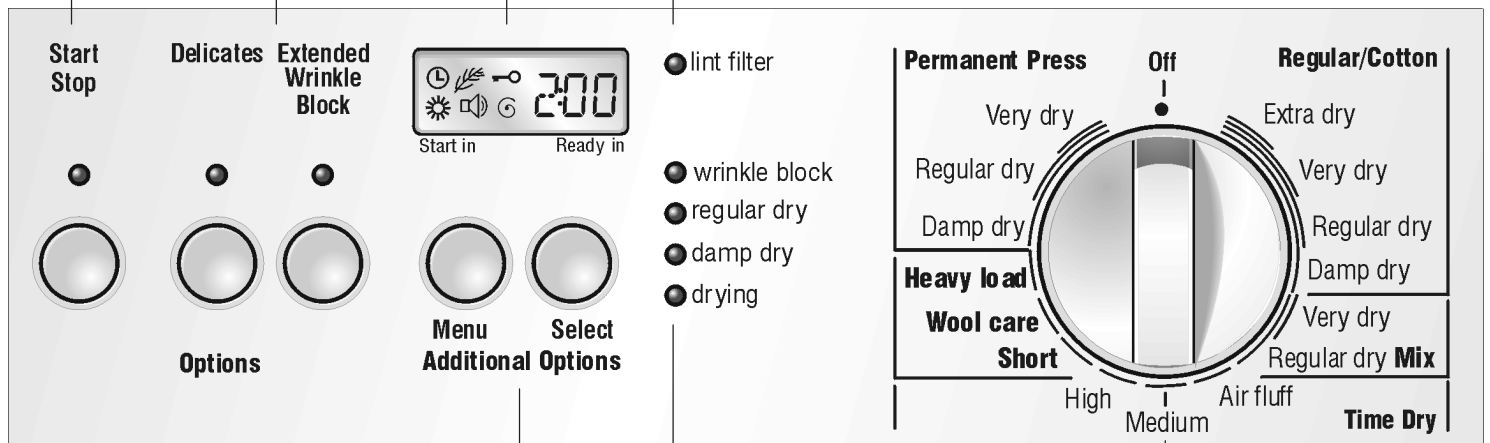 Start
Stop
Delicates
Extended
Wrinkle
Block
2:00
Start in
Ready in
Menu
Select
Options
Additional Options
lint filter
wrinkle block
regular dry
damp dry
drying
Permanent Press
Off
Regular/Cotton
Very dry
Extra dry
Regular dry
Very dry
Damp dry
Regular dry
Heavy load
Damp dry
Wool care
Very dry
Short
Regular dry Mix
High
Medium
Air fluff
Time Dry